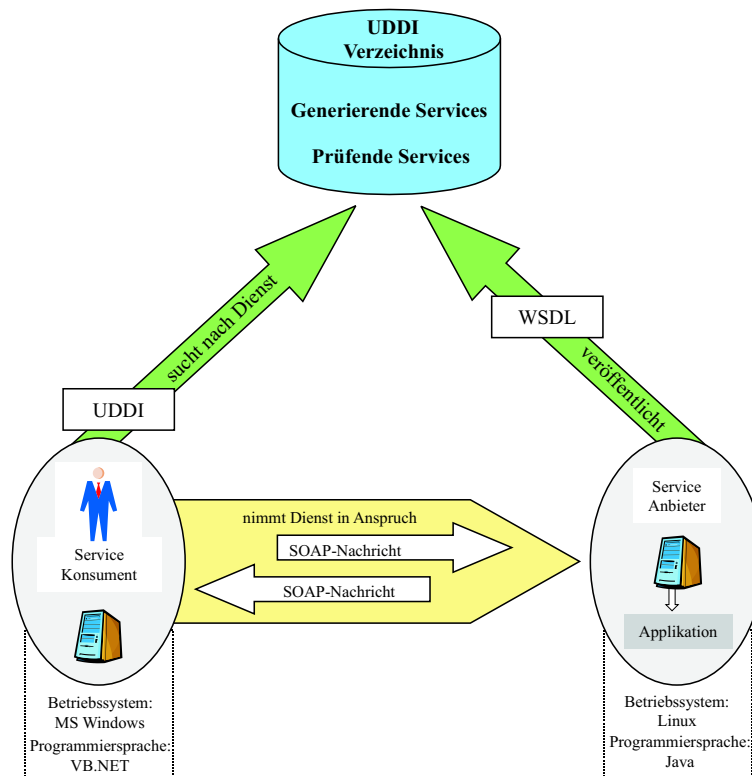 UDDI
Verzeichnis
Generierende Services
Prüfende Services
sucht nach Dienst
WSDL
veröffentlicht
UDDI
Service
Konsument
nimmt Dienst in Anspruch
SOAP-Nachricht
SOAP-Nachricht
Service
Anbieter
Applikation
Betriebssystem:
MS Windows
Programmiersprache:
VB.NET
Betriebssystem:
Linux
Programmiersprache:
Java